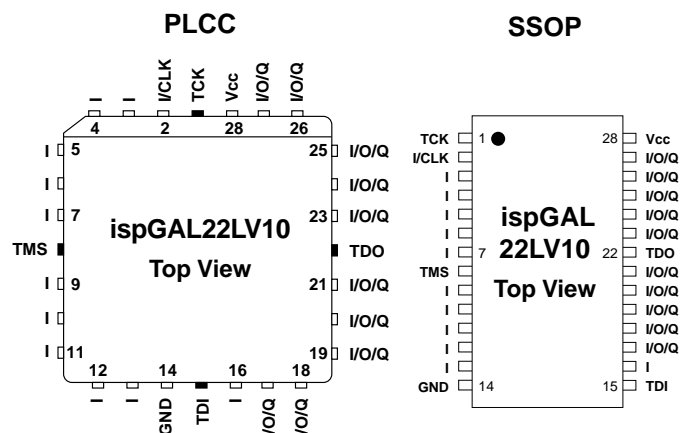 PLCC
I I I/CLK TCK Vcc I/O/Q I/O/Q
4 2 28 26
I 5 25 I/O/Q
I I/O/Q
I 7 23 I/O/Q
TMS TDO
I 9 21 I/O/Q
I I/O/Q
I 11 19 I/O/Q
ispGAL22LV10
Top View
12 14 16 18
I I GND TDI I I/O/Q I/O/Q
SSOP
TCK 1 28 Vcc
I/CLK I/O/Q
I I/O/Q
I I/O/Q
I I/O/Q
I I/O/Q
I 7 22 TDO
TMS I/O/Q
I I/O/Q
I I/O/Q
I I/O/Q
I I/O/Q
I I
GND 14 15 TDI
ispGAL
22LV10
Top View